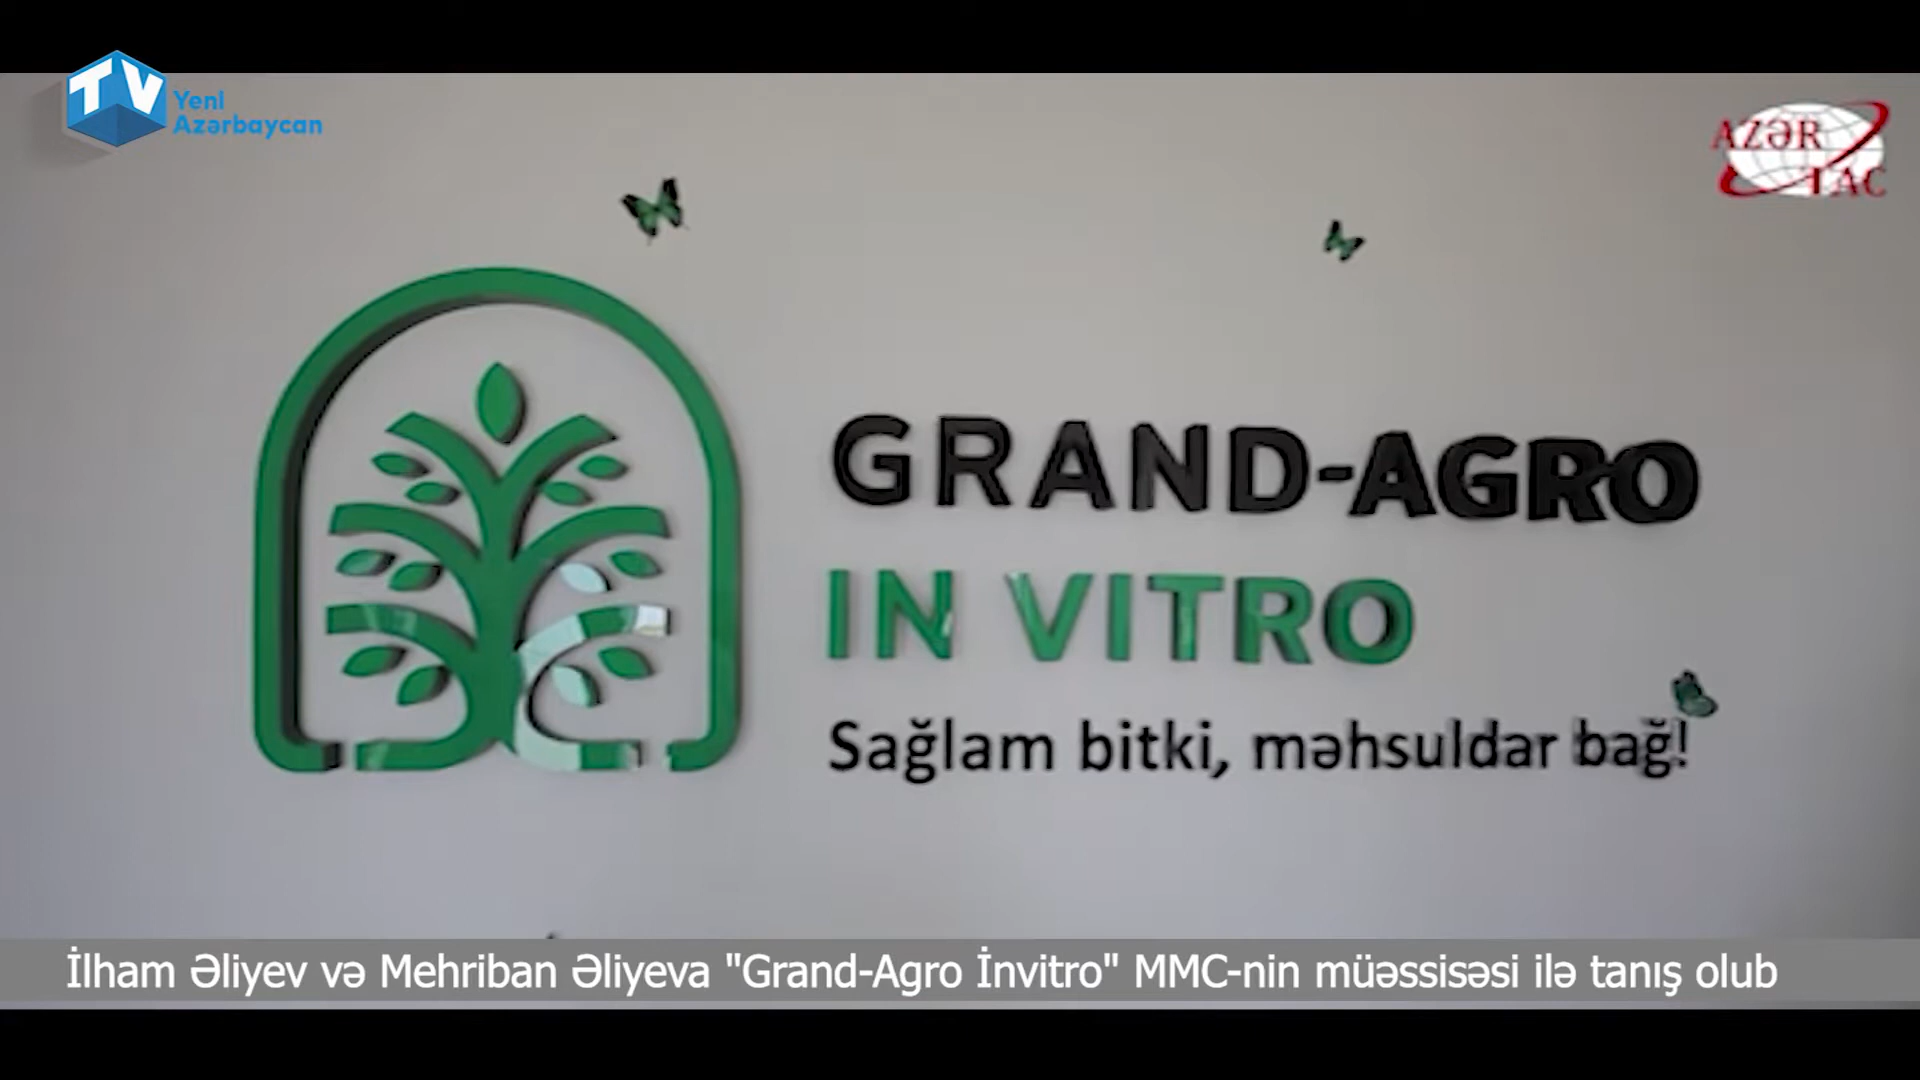 TV
Yeni
Azərbaycan
AZƏR
TAC
GRAND-AGRO
IN VITRO
Sağlam bitki, məhsuldar bağ!
İlham Əliyev və Mehriban Əliyeva "Grand-Agro İnvitro" MMC-nin müəssisəsi ilə tanış olub